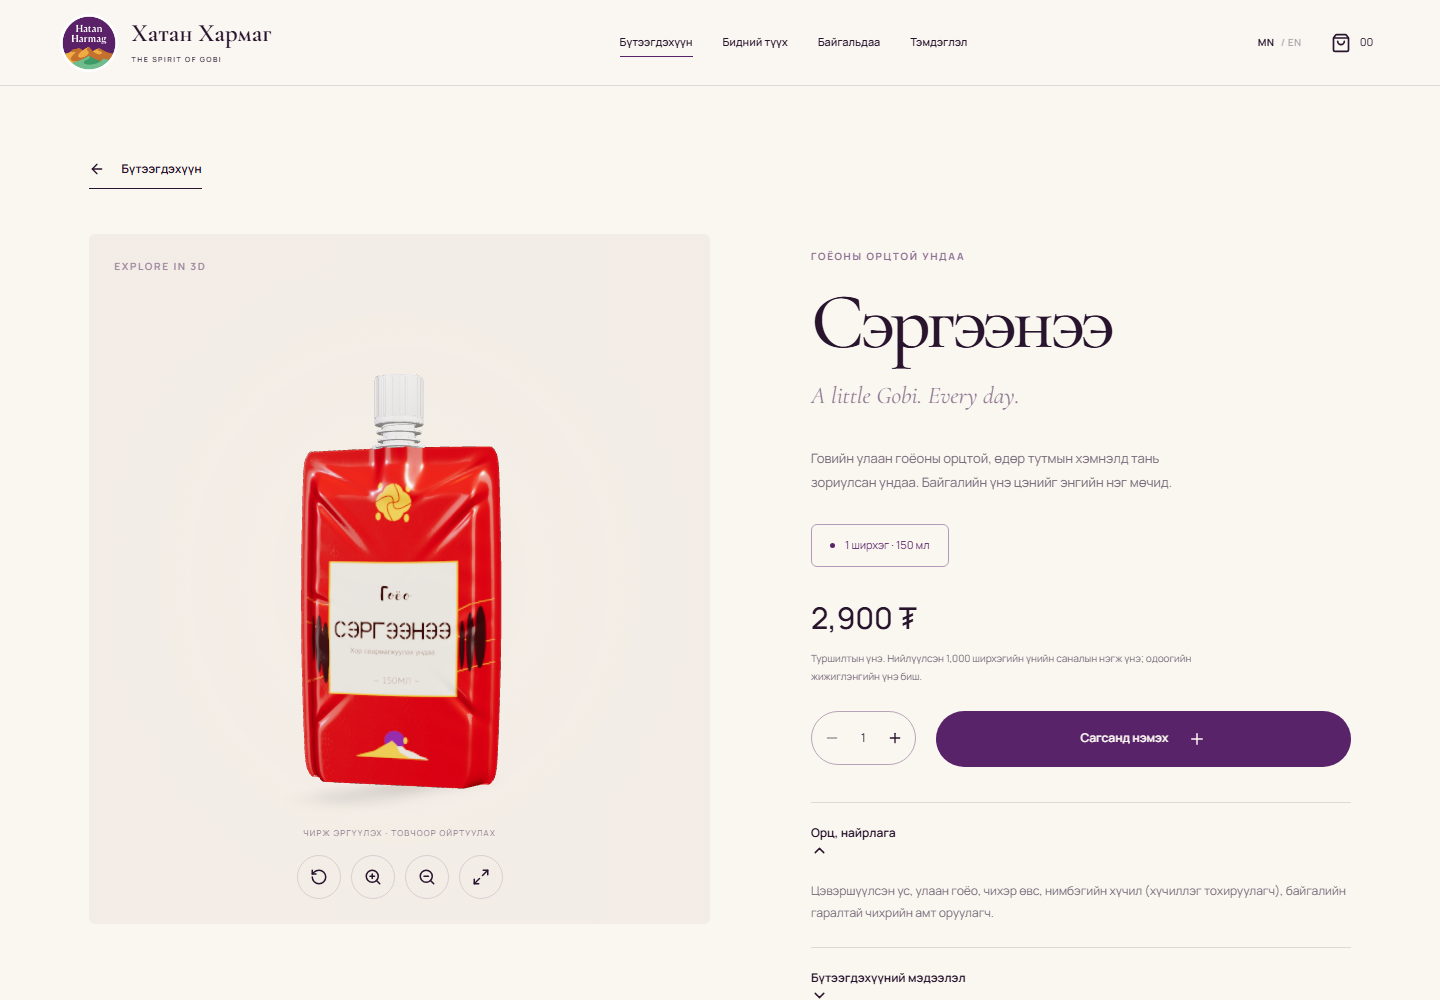 Hatan
Harmag
Хатан Хармаг
THE SPIRIT OF GOBI
Бүтээгдэхүүн
Бидний түүх
Байгальдаа
Тэмдэглэл
MN / EN
00
Бүтээгдэхүүн
EXPLORE IN 3D
Гоёо
СЭРГЭЭНЭЭ
Хар таармагжуулах ундаа
– 150МЛ –
ЧИРЖ ЭРГҮҮЛЭХ · ТОВЧООР ОЙРТУУЛАХ
ГОЁОНЫ ОРЦТОЙ УНДАА
Сэргээнээ
A little Gobi. Every day.
Говийн улаан гоёоны орцтой, өдөр тутмын хэмнэлд тань
зориулсан ундаа. Байгалийн үнэ цэнийг энгийн нэг мөчид.
1 ширхэг · 150 мл
2,900 ₮
Туршилтын үнэ. Нийлүүлсэн 1,000 ширхэгийн үнийн саналын нэгж үнэ; одоогийн
жижиглэнгийн үнэ биш.
1
Сагсанд нэмэх
Орц, найрлага
Цэвэршүүлсэн ус, улаан гоёо, чихэр өвс, нимбэгийн хүчил (хүчиллэг тохируулагч), байгалийн
гаралтай чихрийн амт оруулагч.
Бүтээгдэхүүний мэдээлэл